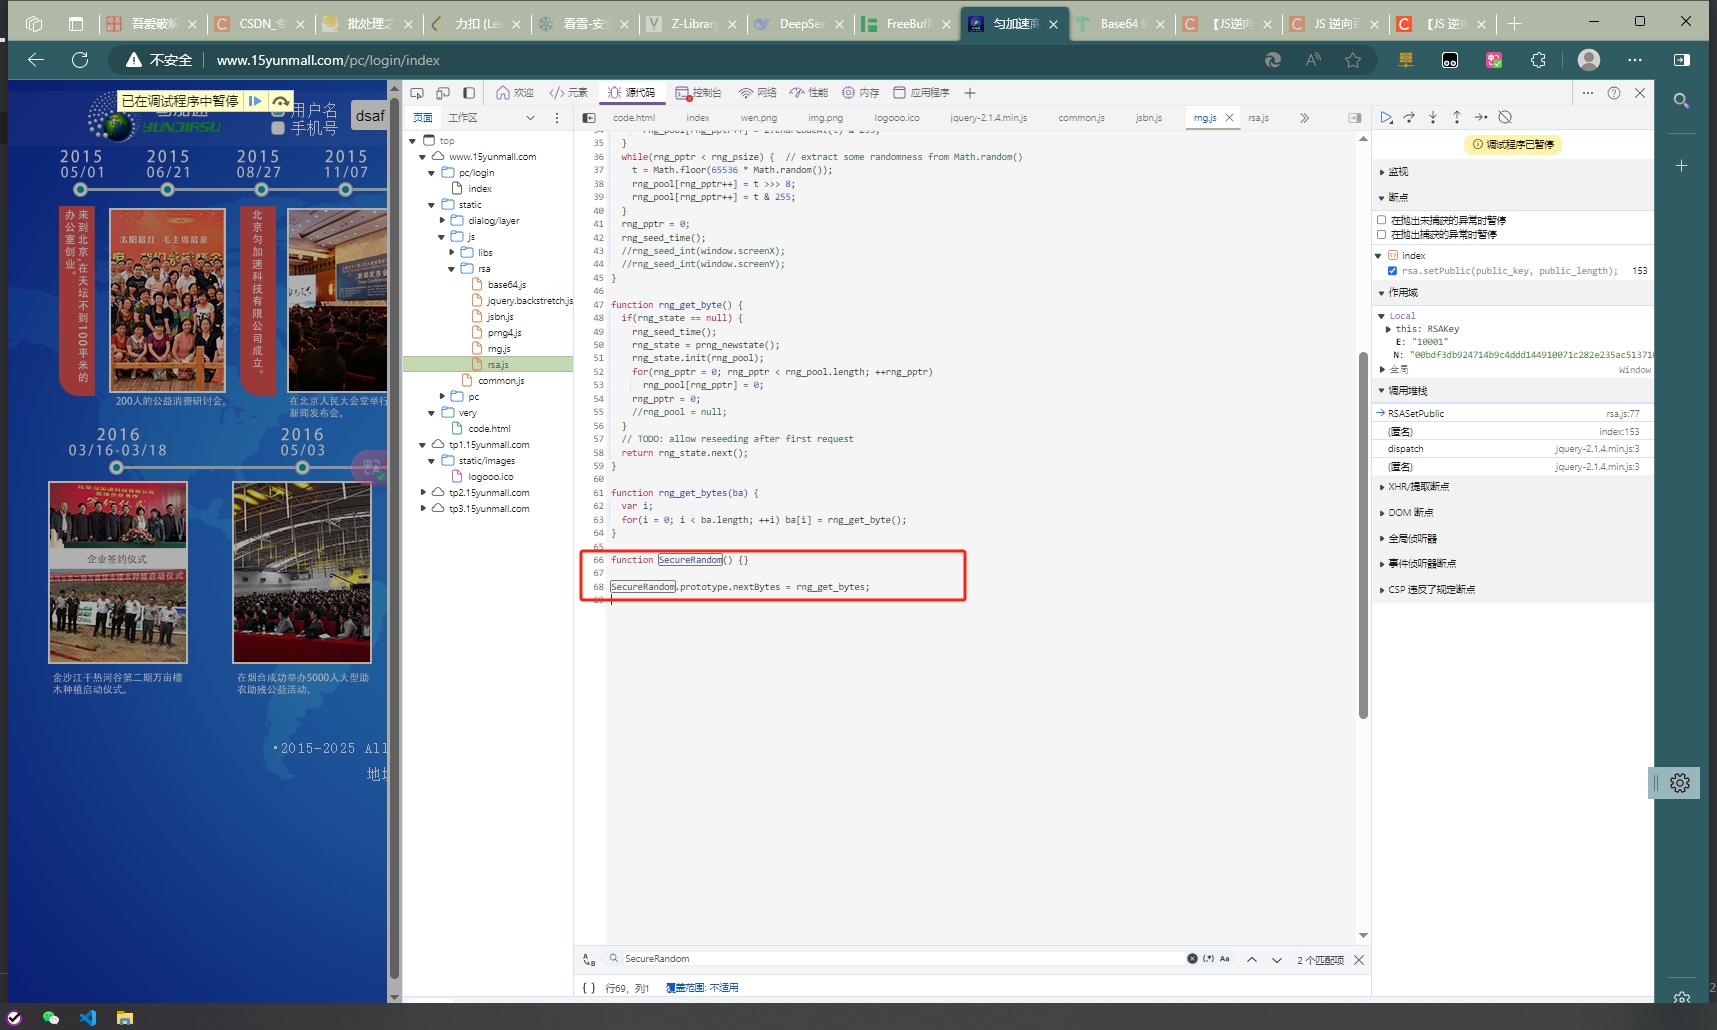 吾爱破解
CSDN_专
批处理之
力扣 (Le
看雪-安全
Z-Library
DeepSee
FreeBuf
匀加速商
Base64
【JS逆向
JS 逆向百
【JS 逆向
不安全
www.15yunmall.com/pc/login/index
已在调试程序中暂停
用户名
手机号
dsaf
YUNJIASU
2015
05/01
2015
06/21
2015
08/27
2015
11/07
来到北京,在天坛不到100平米的办公室创业。
太阳最红 毛主席最亲
北京匀加速科技有限公司成立。
200人的公益消费研讨会。
在北京人民大会堂举行
新闻发布会。
2016
03/16-03/18
2016
05/03
企业签约仪式
金沙江干热河谷第二期万亩檀
木种植启动仪式。
在烟台成功举办5000人大型助
农助残公益活动。
•2015-2025 All
地址
欢迎
元素
源代码
控制台
网络
性能
内存
应用程序
页面
工作区
top
www.15yunmall.com
pc/login
index
static
dialog/layer
js
libs
rsa
base64.js
jquery.backstretch.js
jsbn.js
prng4.js
rng.js
rsa.js
common.js
pc
very
code.html
tp1.15yunmall.com
static/images
logooo.ico
tp2.15yunmall.com
tp3.15yunmall.com
code.html
index
wen.png
img.png
logooo.ico
jquery-2.1.4.min.js
common.js
jsbn.js
rng.js
rsa.js
35 }
36 while(rng_pptr < rng_psize) {  // extract some randomness from Math.random()
37 t = Math.floor(65536 * Math.random());
38 rng_pool[rng_pptr++] = t >>> 8;
39 rng_pool[rng_pptr++] = t & 255;
40 }
41 rng_pptr = 0;
42 rng_seed_time();
43 //rng_seed_int(window.screenX);
44 //rng_seed_int(window.screenY);
45 }
46
47 function rng_get_byte() {
48 if(rng_state == null) {
49 rng_seed_time();
50 rng_state = prng_newstate();
51 rng_state.init(rng_pool);
52 for(rng_pptr = 0; rng_pptr < rng_pool.length; ++rng_pptr)
53 rng_pool[rng_pptr] = 0;
54 rng_pptr = 0;
55 //rng_pool = null;
56 }
57 // TODO: allow reseeding after first request
58 return rng_state.next();
59 }
60
61 function rng_get_bytes(ba) {
62 var i;
63 for(i = 0; i < ba.length; ++i) ba[i] = rng_get_byte();
64 }
65
66 function SecureRandom() {}
67
68 SecureRandom.prototype.nextBytes = rng_get_bytes;
69
SecureRandom
2 个匹配项
行69，列1
覆盖范围: 不适用
调试程序已暂停
监视
断点
在抛出未捕获的异常时暂停
在抛出捕获的异常时暂停
index
rsa.setPublic(public_key, public_length); 153
作用域
Local
this: RSAKey
E: "10001"
N: "00bdf3db924714b9c4ddd144910071c282e235ac51371
全局 Window
调用堆栈
RSASetPublic rsa.js:77
(匿名) index:153
dispatch jquery-2.1.4.min.js:3
(匿名) jquery-2.1.4.min.js:3
XHR/提取断点
DOM 断点
全局侦听器
事件侦听器断点
CSP 违反了规定断点